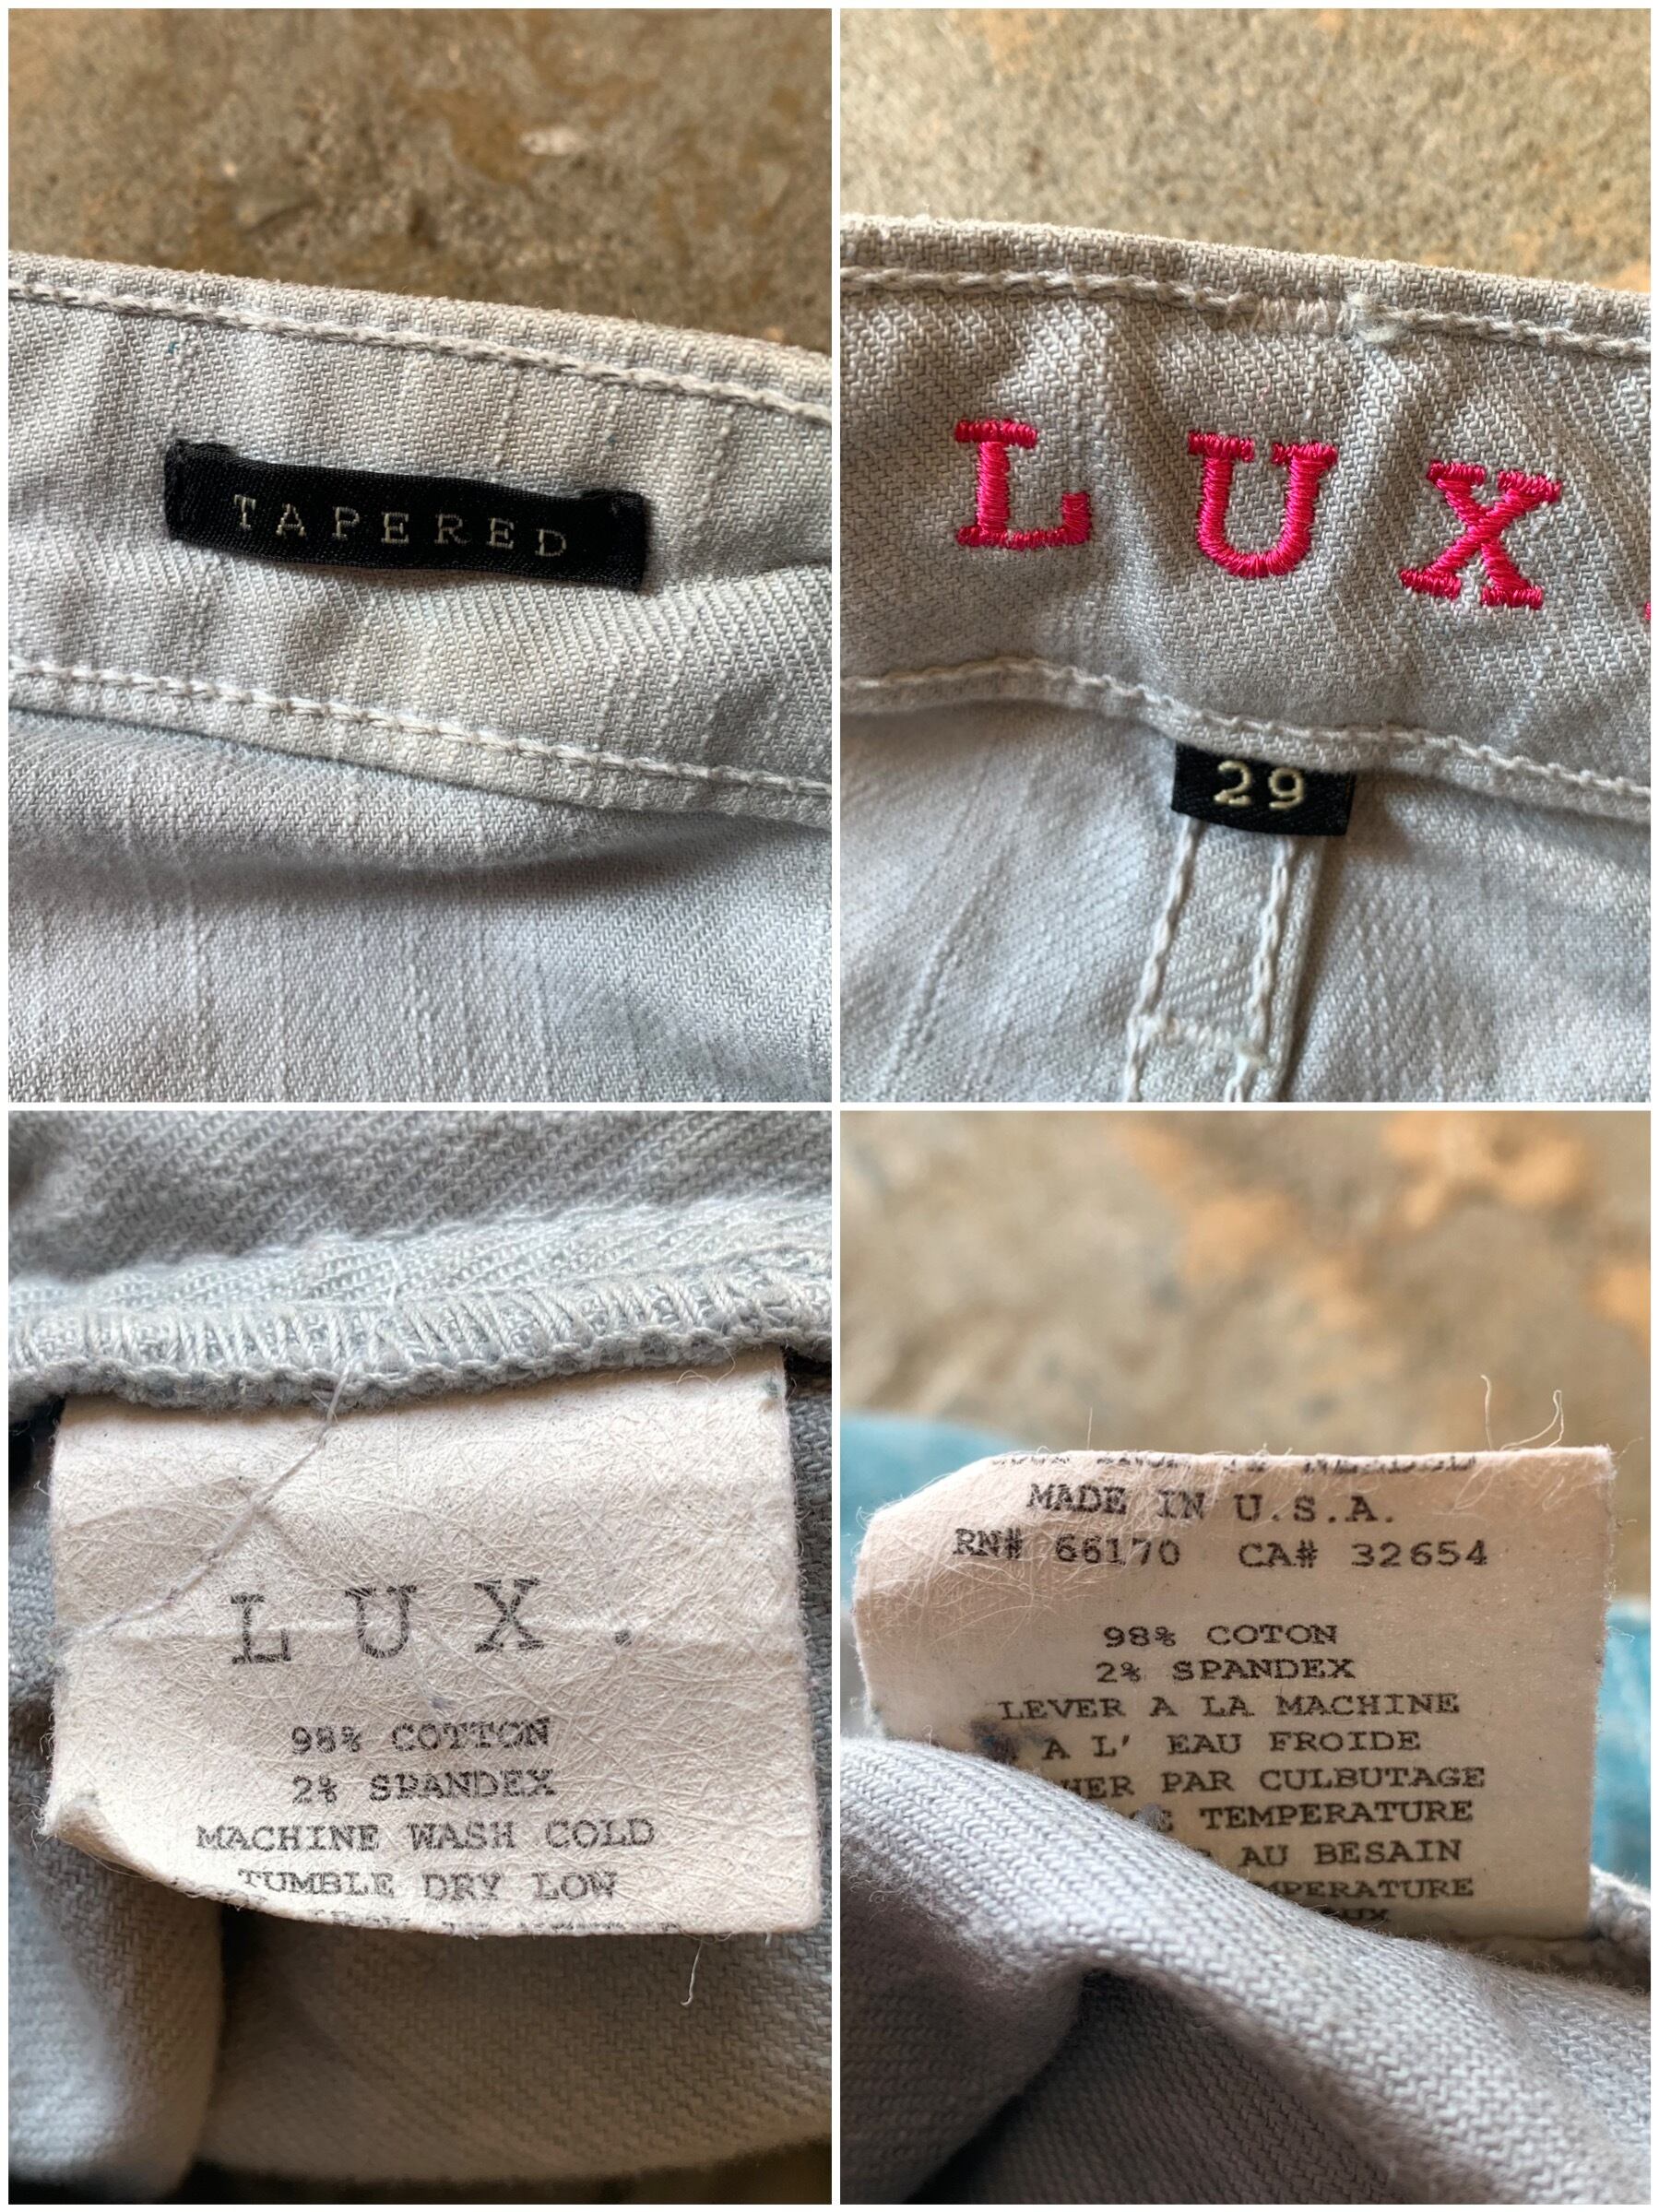 TAPERED
LUX.
29
LUX.
98% COTTON
2% SPANDEX
MACHINE WASH COLD
TUMBLE DRY LOW
MADE IN U.S.A.
RN# 66170 CA# 32654
98% COTON
2% SPANDEX
LEVER A LA MACHINE
A L' EAU FROIDE
PAR CULBUTAGE
TEMPERATURE
AU BESAIN